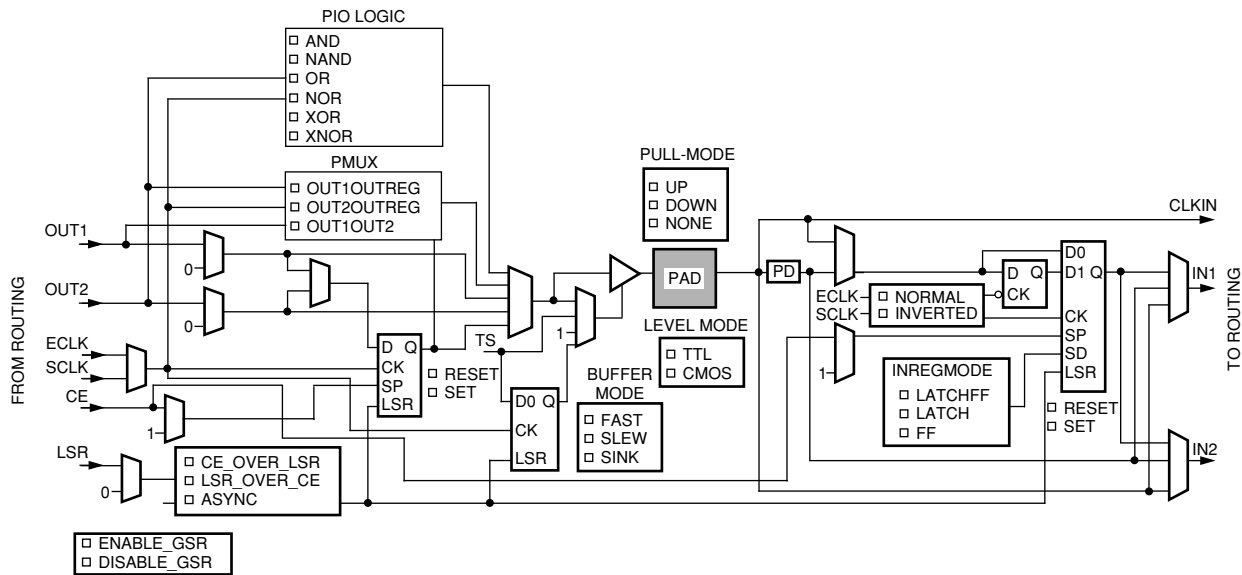 PIO LOGIC
AND
NAND
OR
NOR
XOR
XNOR
PMUX
OUT1OUTREG
OUT2OUTREG
OUT1OUT2
PULL-MODE
UP
DOWN
NONE
CLKIN
OUT1
0
OUT2
0
PAD
PD
D0
D Q
CK
D1 Q
CK
SP
SD
LSR
IN1
ECLK
SCLK
NORMAL
INVERTED
LEVEL MODE
TTL
CMOS
1
TS
D Q
CK
SP
LSR
RESET
SET
ECLK
SCLK
CE
1
FROM ROUTING
TO ROUTING
BUFFER
MODE
FAST
SLEW
SINK
D0 Q
CK
LSR
1
INREGMODE
LATCHFF
LATCH
FF
RESET
SET
IN2
LSR
0
CE_OVER_LSR
LSR_OVER_CE
ASYNC
ENABLE_GSR
DISABLE_GSR